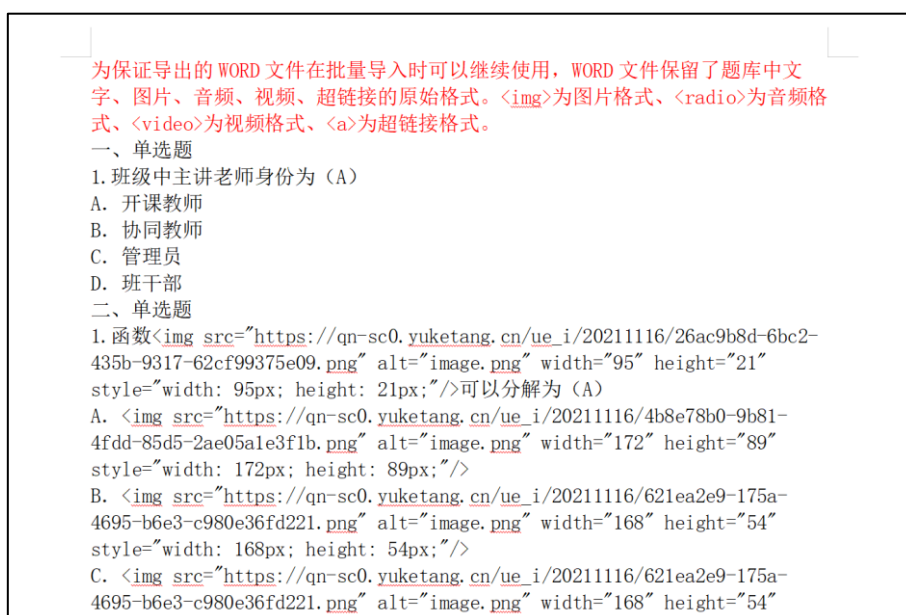 为保证导出的 WORD 文件在批量导入时可以继续使用，WORD 文件保留了题库中文
字、图片、音频、视频、超链接的原始格式。<img>为图片格式、<radio>为音频格
式、<video>为视频格式、<a>为超链接格式。
一、单选题
1.班级中主讲老师身份为（A）
A. 开课教师
B. 协同教师
C. 管理员
D. 班干部
二、单选题
1.函数<img src="https://qn-sc0.yuketang.cn/ue_i/20211116/26ac9b8d-6bc2-
435b-9317-62cf99375e09.png" alt="image.png" width="95" height="21"
style="width: 95px; height: 21px;"/>可以分解为（A）
A. <img src="https://qn-sc0.yuketang.cn/ue_i/20211116/4b8e78b0-9b81-
4fdd-85d5-2ae05a1e3f1b.png" alt="image.png" width="172" height="89"
style="width: 172px; height: 89px;"/>
B. <img src="https://qn-sc0.yuketang.cn/ue_i/20211116/621ea2e9-175a-
4695-b6e3-c980e36fd221.png" alt="image.png" width="168" height="54"
style="width: 168px; height: 54px;"/>
C. <img src="https://qn-sc0.yuketang.cn/ue_i/20211116/621ea2e9-175a-
4695-b6e3-c980e36fd221.png" alt="image.png" width="168" height="54"